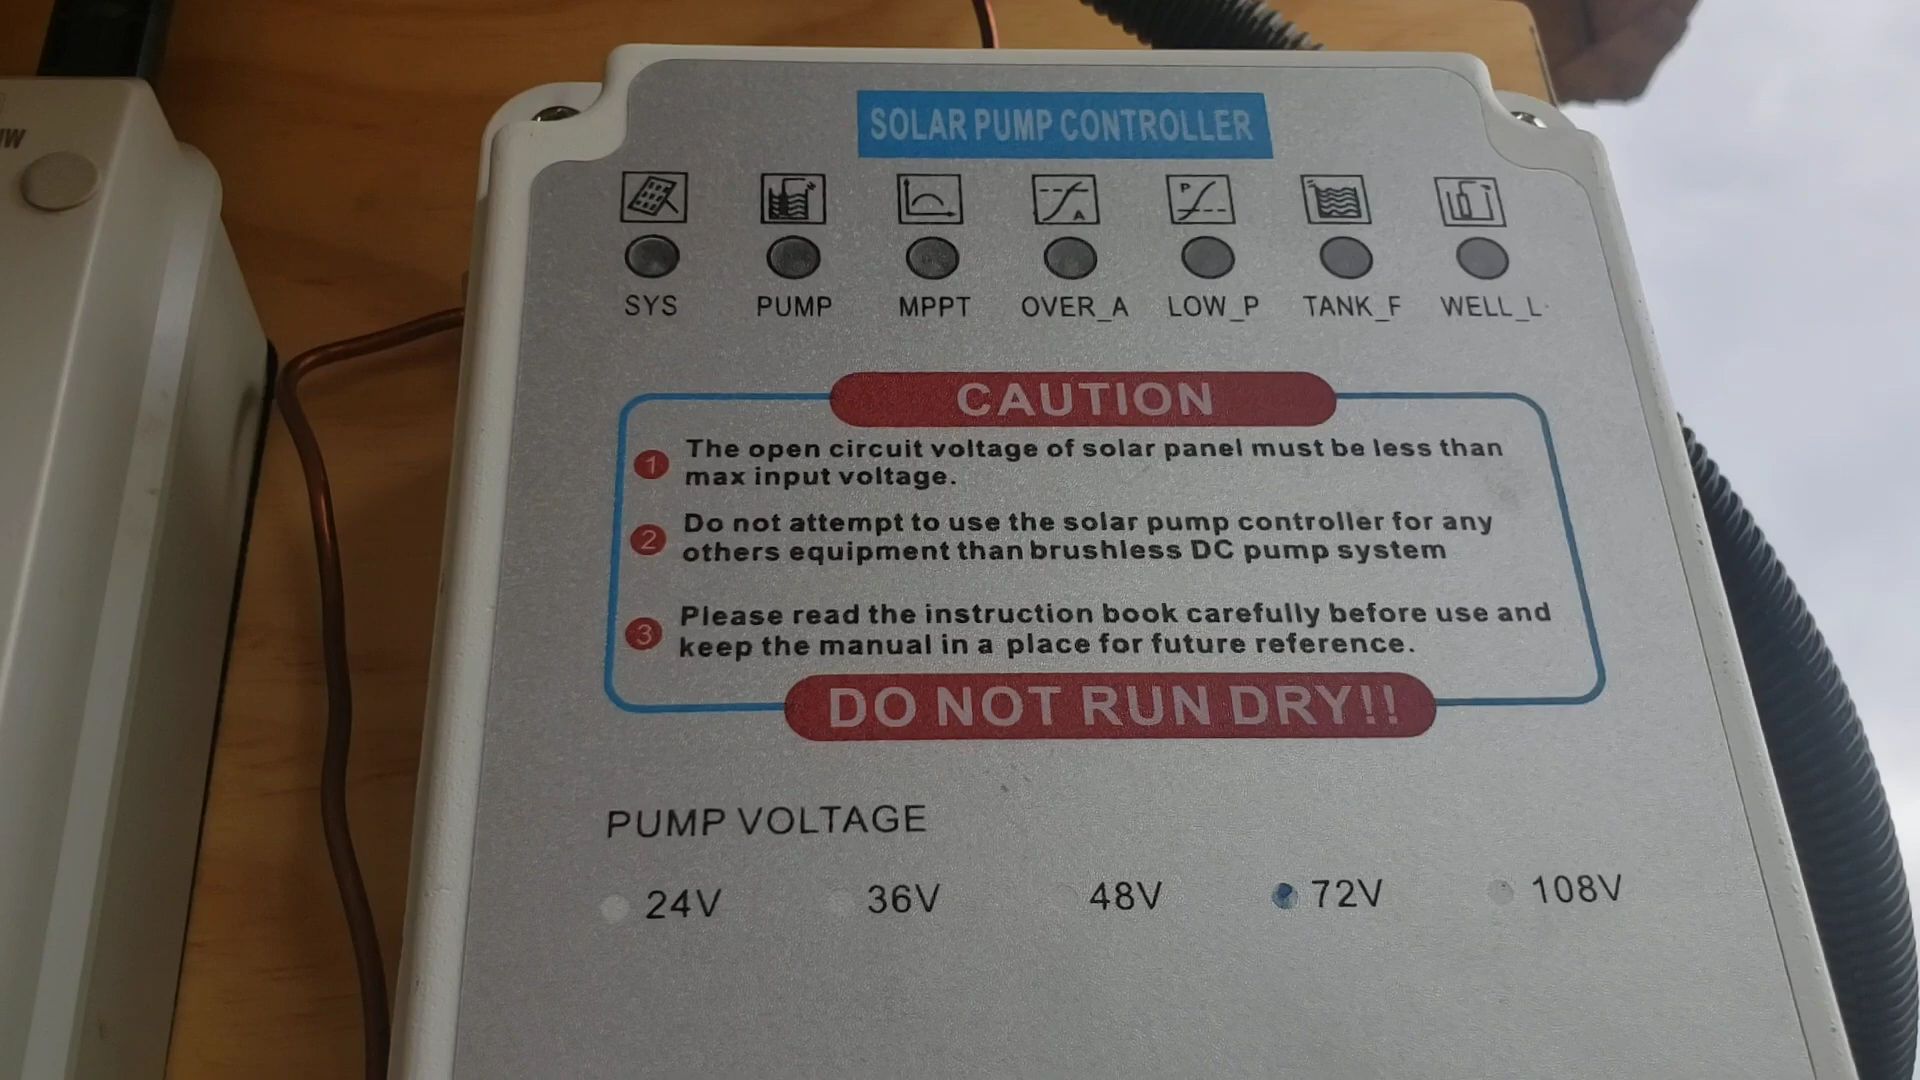 SOLAR PUMP CONTROLLER
SYS PUMP MPPT OVER_A LOW_P TANK_F WELL_L
CAUTION
1 The open circuit voltage of solar panel must be less than
max input voltage.
2 Do not attempt to use the solar pump controller for any
others equipment than brushless DC pump system
3 Please read the instruction book carefully before use and
keep the manual in a place for future reference.
DO NOT RUN DRY!!
PUMP VOLTAGE
24V 36V 48V 72V 108V